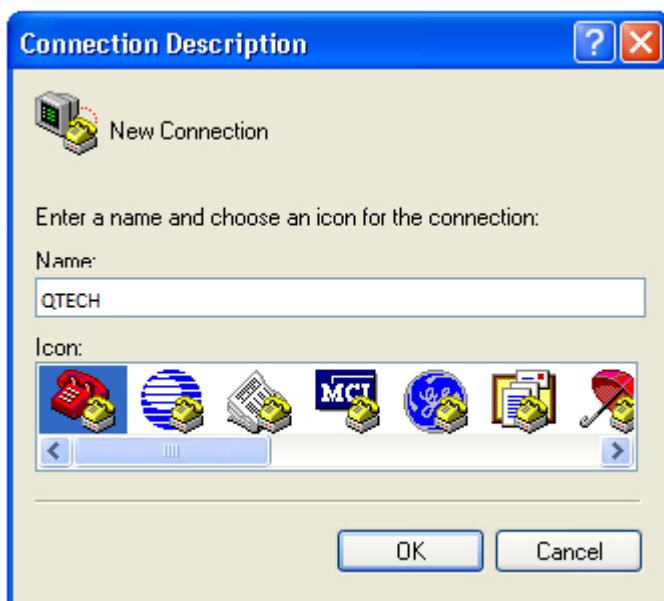 Connection Description
New Connection
Enter a name and choose an icon for the connection:
Name:
QTECH
Icon:
MCI
OK
Cancel